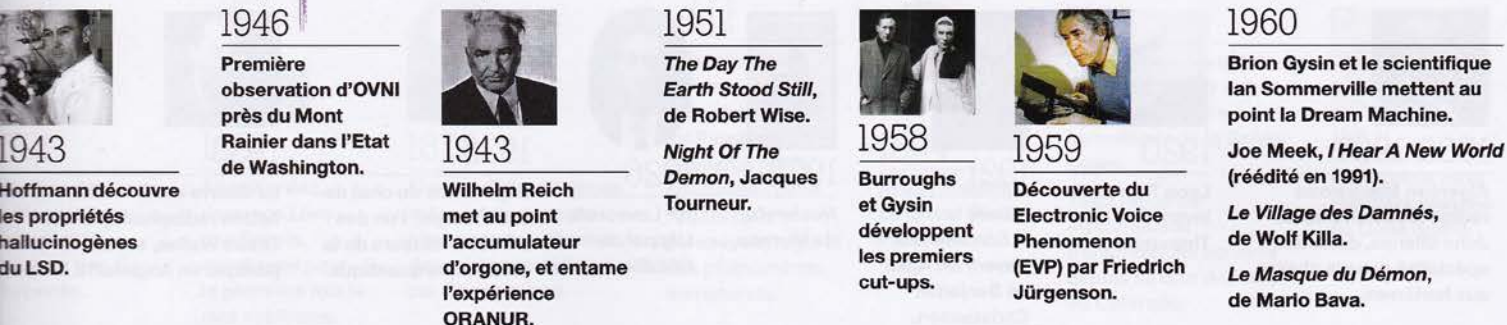 1943
Hoffmann découvre
les propriétés
hallucinogènes
du LSD.
1946
Première
observation d'OVNI
près du Mont
Rainier dans l'Etat
de Washington.
1943
Wilhelm Reich
met au point
l'accumulateur
d'orgone, et entame
l'expérience
ORANUR.
1951
The Day The
Earth Stood Still,
de Robert Wise.
Night Of The
Demon, Jacques
Tourneur.
1958
Burroughs
et Gysin
développent
les premiers
cut-ups.
1959
Découverte du
Electronic Voice
Phenomenon
(EVP) par Friedrich
Jürgenson.
1960
Brion Gysin et le scientifique
Ian Sommerville mettent au
point la Dream Machine.
Joe Meek, I Hear A New World
(réédité en 1991).
Le Village des Damnés,
de Wolf Killa.
Le Masque du Démon.
de Mario Bava.